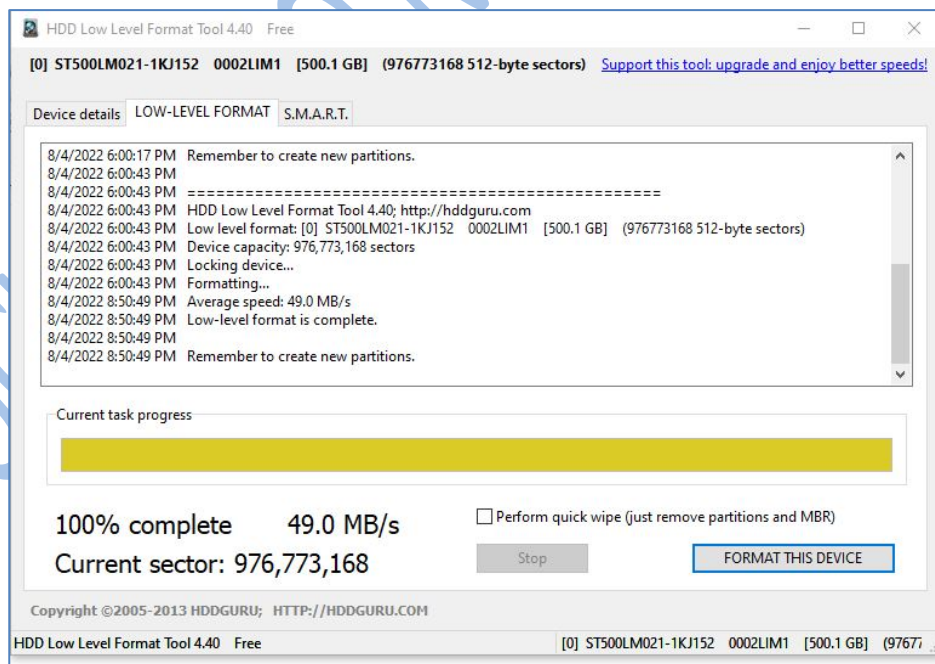 HDD Low Level Format Tool 4.40 Free
[0] ST500LM021-1KJ152 0002LIM1 [500.1 GB] (976773168 512-byte sectors) Support this tool: upgrade and enjoy better speeds!
Device details LOW-LEVEL FORMAT S.M.A.R.T.
8/4/2022 6:00:17 PM Remember to create new partitions.
8/4/2022 6:00:43 PM
8/4/2022 6:00:43 PM =================================================
8/4/2022 6:00:43 PM HDD Low Level Format Tool 4.40; http://hddguru.com
8/4/2022 6:00:43 PM Low level format: [0] ST500LM021-1KJ152 0002LIM1 [500.1 GB] (976773168 512-byte sectors)
8/4/2022 6:00:43 PM Device capacity: 976,773,168 sectors
8/4/2022 6:00:43 PM Locking device...
8/4/2022 6:00:43 PM Formatting...
8/4/2022 8:50:49 PM Average speed: 49.0 MB/s
8/4/2022 8:50:49 PM Low-level format is complete.
8/4/2022 8:50:49 PM
8/4/2022 8:50:49 PM Remember to create new partitions.
Current task progress
100% complete 49.0 MB/s
Perform quick wipe (just remove partitions and MBR)
Current sector: 976,773,168
Stop FORMAT THIS DEVICE
Copyright ©2005-2013 HDDGURU; HTTP://HDDGURU.COM
HDD Low Level Format Tool 4.40 Free [0] ST500LM021-1KJ152 0002LIM1 [500.1 GB] (97677